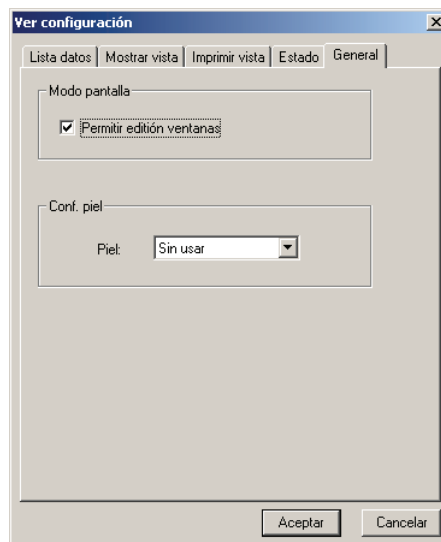 Ver configuración
Lista datos Mostrar vista Imprimir vista Estado General
Modo pantalla
Permitir editión ventanas
Conf. piel
Piel: Sin usar
Aceptar Cancelar